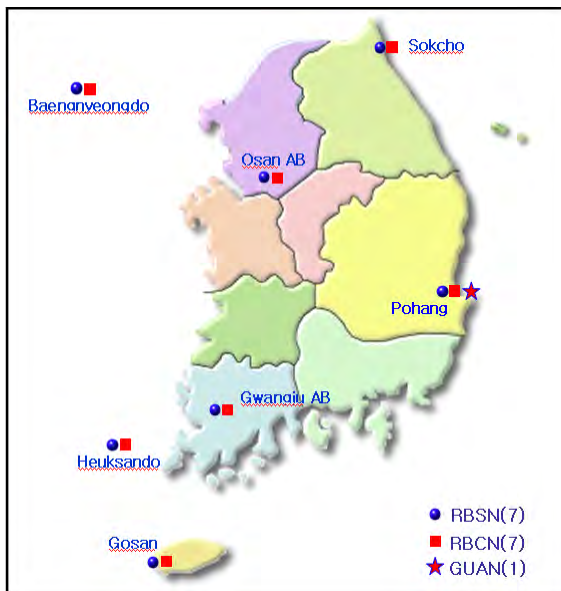 Sokcho
Baengnyeongdo
Osan AB
Pohang
Gwangju AB
Heuksando
Gosan
RBSN(7)
RBCN(7)
GUAN(1)